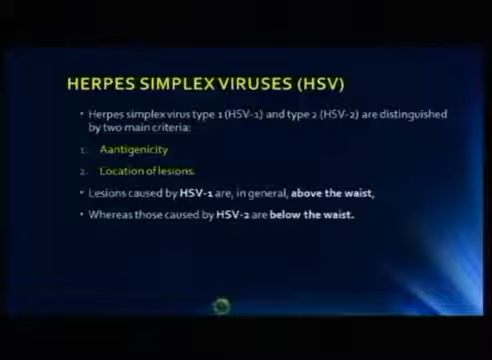 HERPES SIMPLEX VIRUSES (HSV)
• Herpes simplex virus type 1 (HSV-1) and type 2 (HSV-2) are distinguished
by two main criteria:
1. Aantigenicity
2. Location of lesions.
• Lesions caused by HSV-1 are, in general, above the waist,
• Whereas those caused by HSV-2 are below the waist.